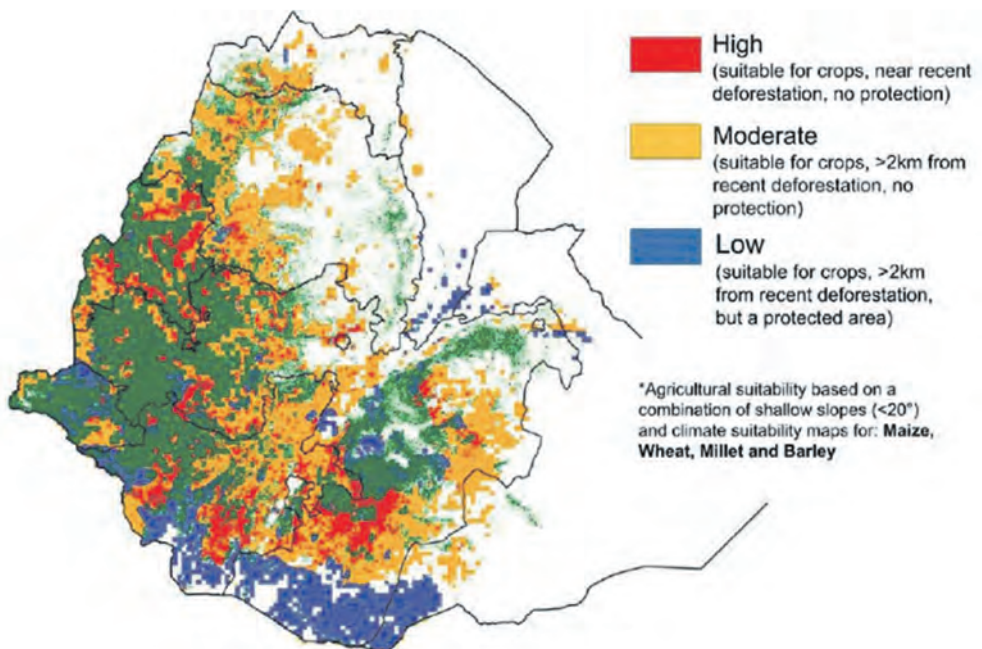 High
(suitable for crops, near recent
deforestation, no protection)
Moderate
(suitable for crops, >2km from
recent deforestation, no
protection)
Low
(suitable for crops, >2km
from recent deforestation,
but a protected area)
*Agricultural suitability based on a
combination of shallow slopes (<20°)
and climate suitability maps for: Maize,
Wheat, Millet and Barley